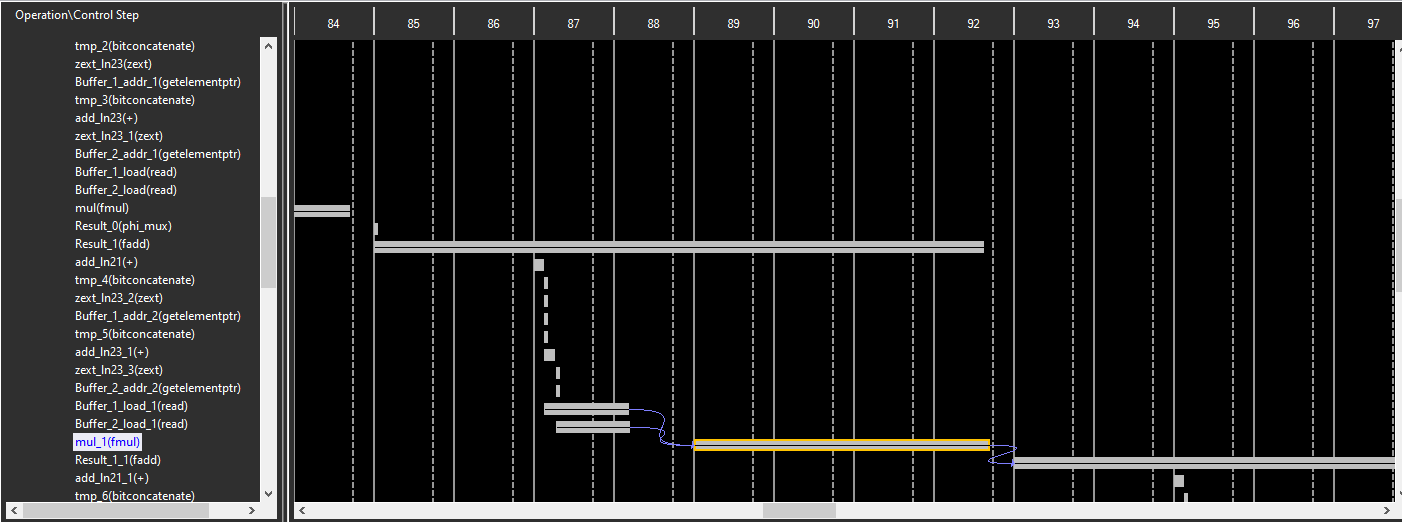 Operation\Control Step
84 85 86 87 88 89 90 91 92 93 94 95 96 97
tmp_2(bitconcatenate)
zext_ln23(zext)
Buffer_1_addr_1(getelementptr)
tmp_3(bitconcatenate)
add_ln23(+)
zext_ln23_1(zext)
Buffer_2_addr_1(getelementptr)
Buffer_1_load(read)
Buffer_2_load(read)
mul(fmul)
Result_0(phi_mux)
Result_1(fadd)
add_ln21(+)
tmp_4(bitconcatenate)
zext_ln23_2(zext)
Buffer_1_addr_2(getelementptr)
tmp_5(bitconcatenate)
add_ln23_1(+)
zext_ln23_3(zext)
Buffer_2_addr_2(getelementptr)
Buffer_1_load_1(read)
Buffer_2_load_1(read)
mul_1(fmul)
Result_1_1(fadd)
add_ln21_1(+)
tmp_6(bitconcatenate)